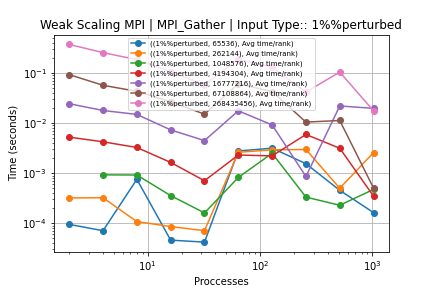 Weak Scaling MPI | MPI_Gather | Input Type:: 1%%perturbed
((1%%perturbed, 65536), Avg time/rank)
((1%%perturbed, 262144), Avg time/rank)
((1%%perturbed, 1048576), Avg time/rank)
((1%%perturbed, 4194304), Avg time/rank)
((1%%perturbed, 16777216), Avg time/rank)
((1%%perturbed, 67108864), Avg time/rank)
((1%%perturbed, 268435456), Avg time/rank)
Time (seconds)
10⁻¹
10⁻²
10⁻³
10⁻⁴
10¹ 10² 10³
Proccesses